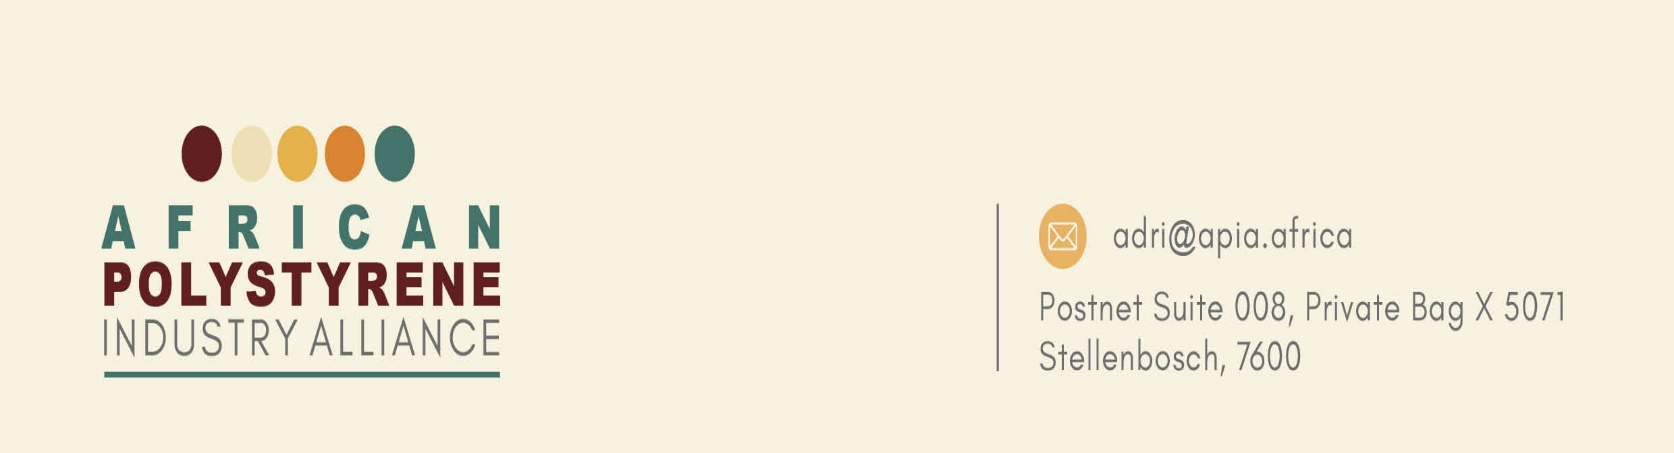 AFRICAN
POLYSTYRENE
INDUSTRY ALLIANCE
adri@apia.africa
Postnet Suite 008, Private Bag X 5071
Stellenbosch, 7600